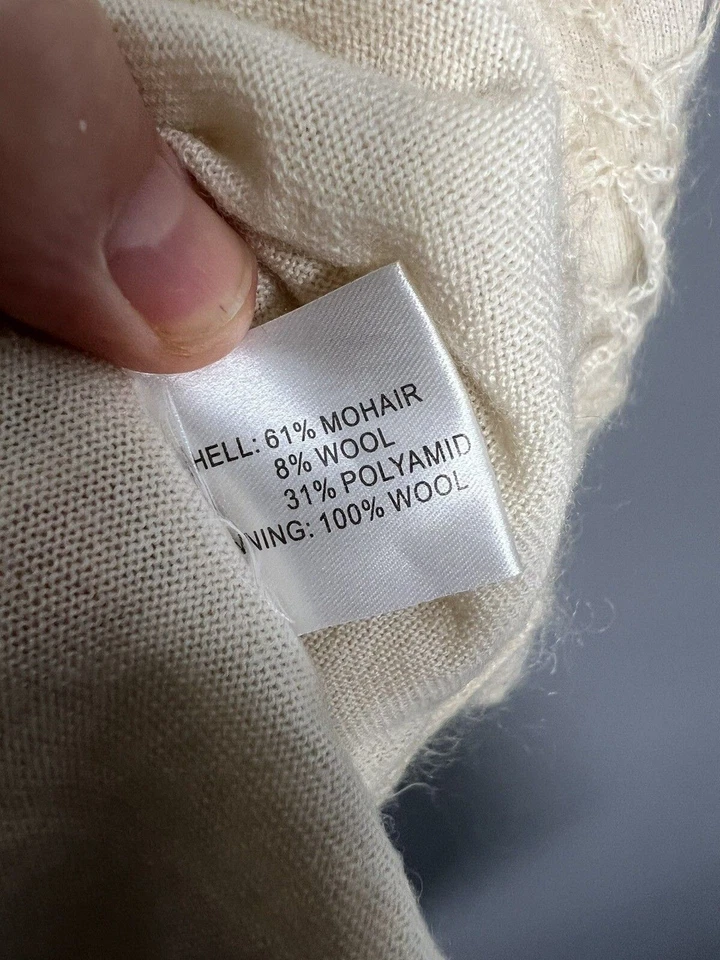 HELL: 61% MOHAIR
8% WOOL
31% POLYAMID
NING: 100% WOOL